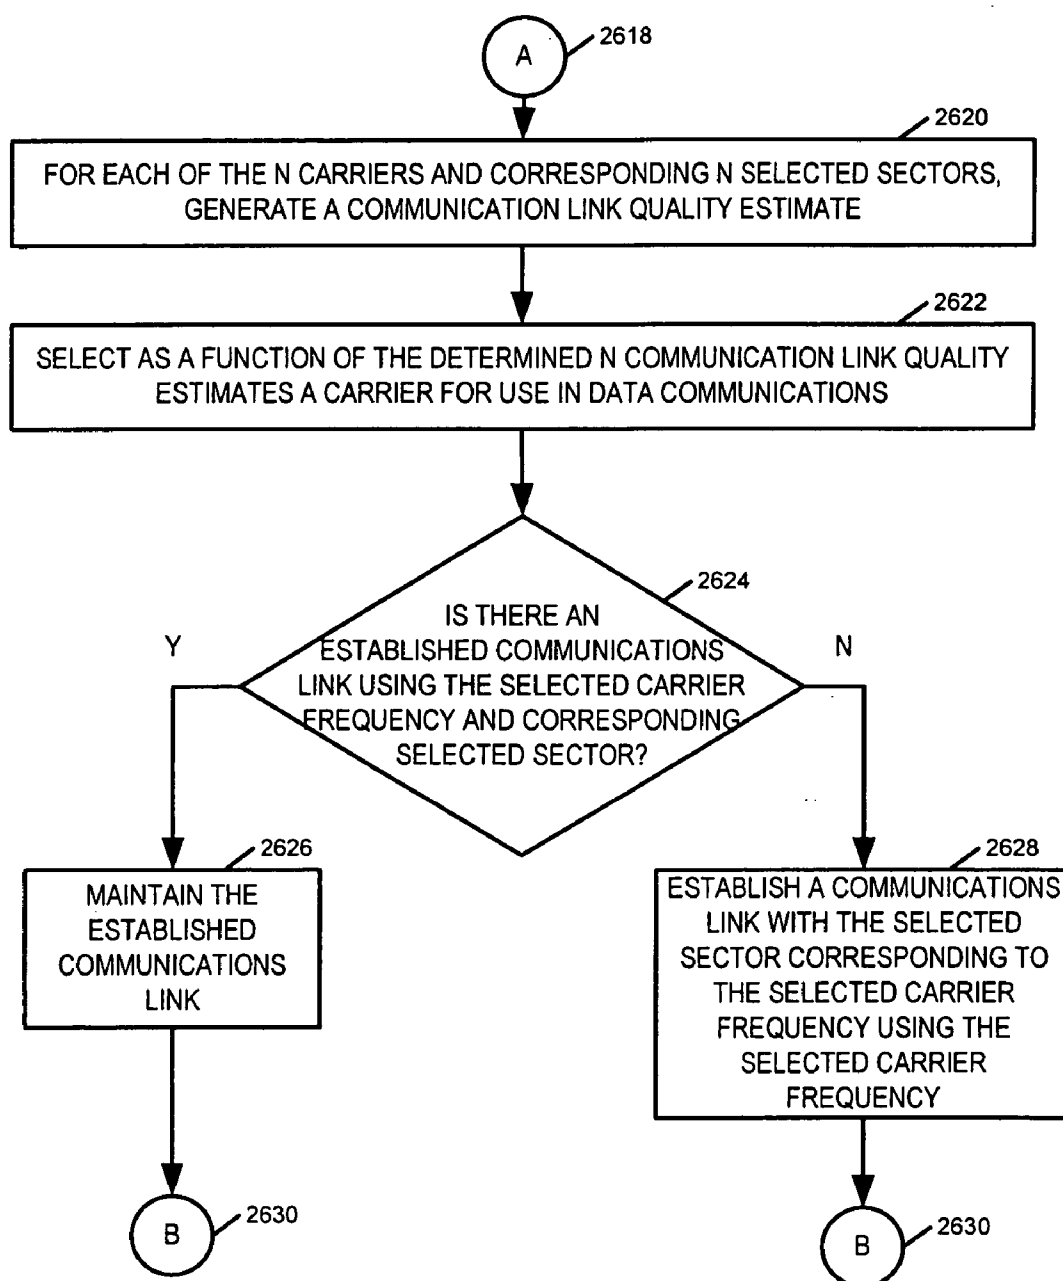 A
2618
2620
FOR EACH OF THE N CARRIERS AND CORRESPONDING N SELECTED SECTORS,
GENERATE A COMMUNICATION LINK QUALITY ESTIMATE
2622
SELECT AS A FUNCTION OF THE DETERMINED N COMMUNICATION LINK QUALITY
ESTIMATES A CARRIER FOR USE IN DATA COMMUNICATIONS
2624
IS THERE AN
ESTABLISHED COMMUNICATIONS
LINK USING THE SELECTED CARRIER
FREQUENCY AND CORRESPONDING
SELECTED SECTOR?
Y
N
2626
MAINTAIN THE
ESTABLISHED
COMMUNICATIONS
LINK
2628
ESTABLISH A COMMUNICATIONS
LINK WITH THE SELECTED
SECTOR CORRESPONDING TO
THE SELECTED CARRIER
FREQUENCY USING THE
SELECTED CARRIER
FREQUENCY
B
2630
B
2630